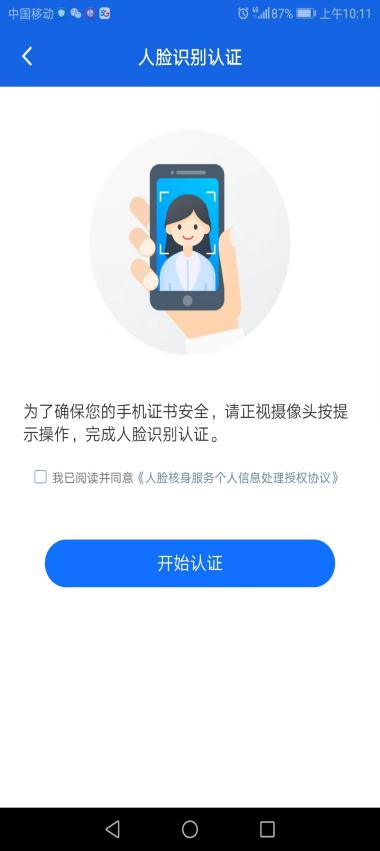 中国移动 87% 上午10:11
人脸识别认证
为了确保您的手机证书安全，请正视摄像头按提
示操作，完成人脸识别认证。
我已阅读并同意《人脸核身服务个人信息处理授权协议》
开始认证